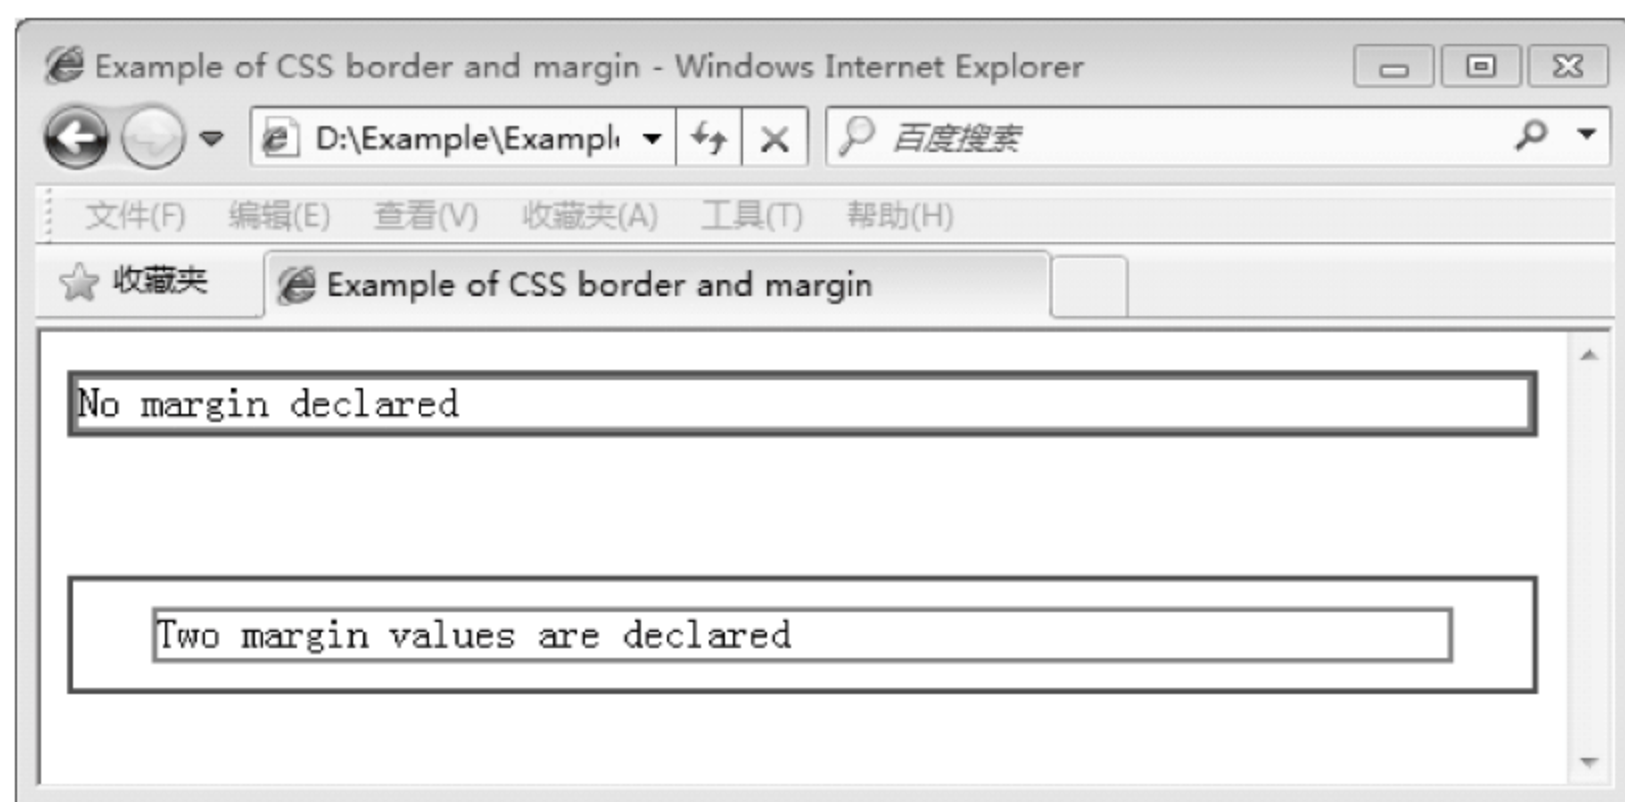 Example of CSS border and margin - Windows Internet Explorer
D:\Example\Exampl
百度搜索
文件(F) 编辑(E) 查看(V) 收藏夹(A) 工具(T) 帮助(H)
收藏夹 Example of CSS border and margin
No margin declared
Two margin values are declared